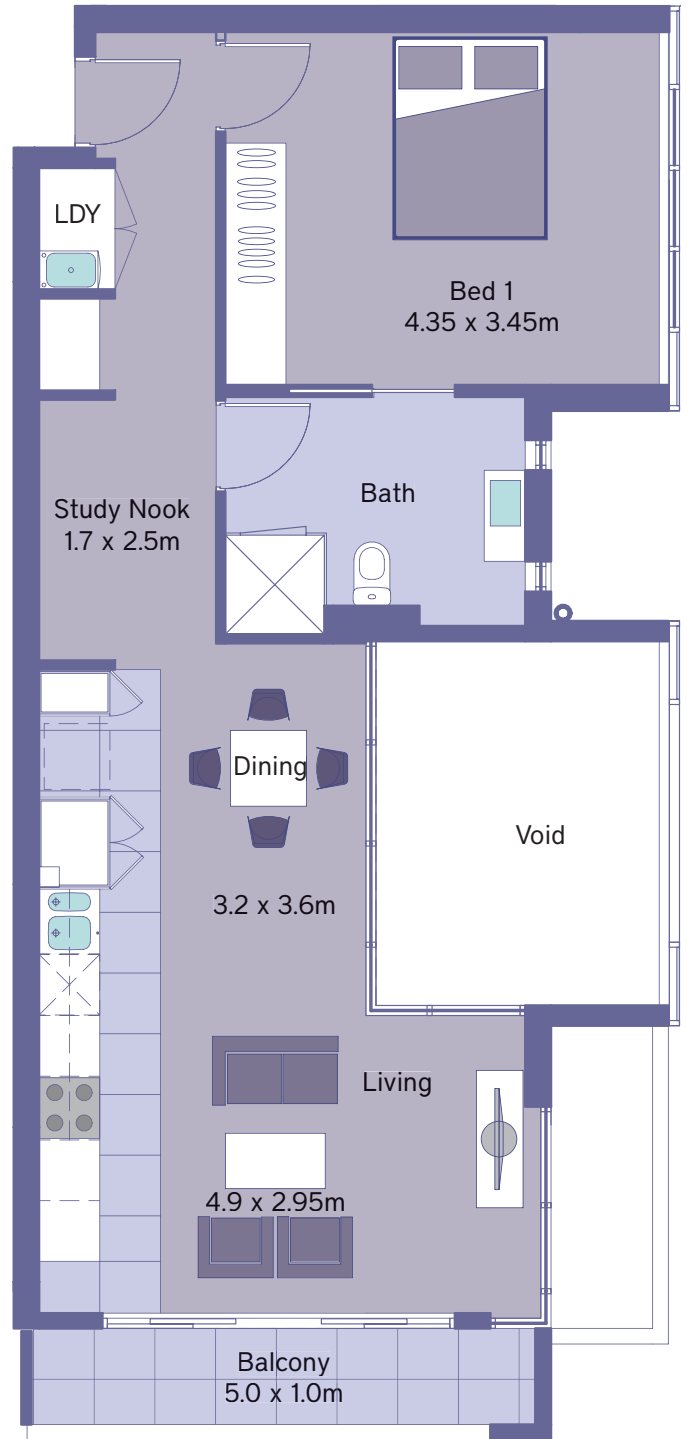 LDY
Bed 1
4.35 x 3.45m
Study Nook
1.7 x 2.5m
Bath
Dining
3.2 x 3.6m
Void
Living
4.9 x 2.95m
Balcony
5.0 x 1.0m